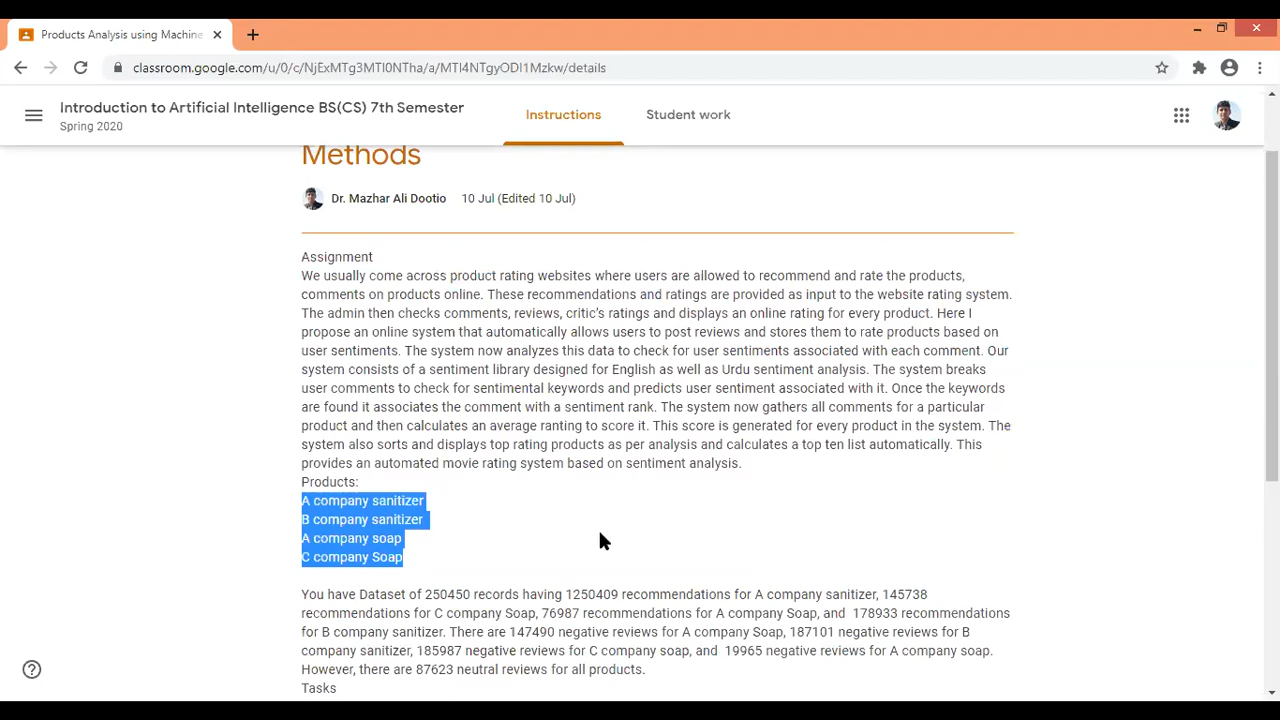 Products Analysis using Machine
classroom.google.com/u/0/c/NjExMTg3MTI0NTha/a/MTI4NTgyODI1Mzkw/details
Introduction to Artificial Intelligence BS(CS) 7th Semester
Spring 2020
Instructions
Student work
Methods
Dr. Mazhar Ali Dootio 10 Jul (Edited 10 Jul)
Assignment
We usually come across product rating websites where users are allowed to recommend and rate the products,
comments on products online. These recommendations and ratings are provided as input to the website rating system.
The admin then checks comments, reviews, critic's ratings and displays an online rating for every product. Here I
propose an online system that automatically allows users to post reviews and stores them to rate products based on
user sentiments. The system now analyzes this data to check for user sentiments associated with each comment. Our
system consists of a sentiment library designed for English as well as Urdu sentiment analysis. The system breaks
user comments to check for sentimental keywords and predicts user sentiment associated with it. Once the keywords
are found it associates the comment with a sentiment rank. The system now gathers all comments for a particular
product and then calculates an average ranting to score it. This score is generated for every product in the system. The
system also sorts and displays top rating products as per analysis and calculates a top ten list automatically. This
provides an automated movie rating system based on sentiment analysis.
Products:
A company sanitizer
B company sanitizer
A company soap
C company Soap
You have Dataset of 250450 records having 1250409 recommendations for A company sanitizer, 145738
recommendations for C company Soap, 76987 recommendations for A company Soap, and 178933 recommendations
for B company sanitizer. There are 147490 negative reviews for A company Soap, 187101 negative reviews for B
company sanitizer, 185987 negative reviews for C company soap, and 19965 negative reviews for A company soap.
However, there are 87623 neutral reviews for all products.
Tasks